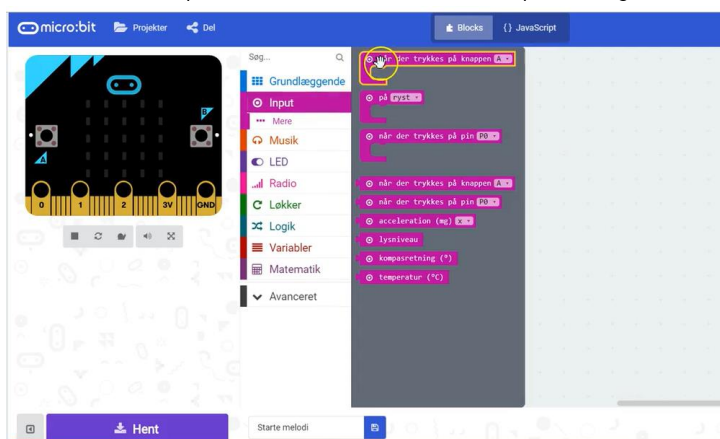 micro:bit Projekter Del Blocks {} JavaScript
Søg...
Grundlæggende
Input
Mere
Musik
LED
Radio
Løkker
Logik
Variabler
Matematik
Avanceret
når der trykkes på knappen A
på ryst
når der trykkes på pin P0
når der trykkes på knappen A
når der trykkes på pin P0
acceleration (mg) x
lysniveau
kompasretning (°)
temperatur (°C)
B
A
0 1 2 3V GND
Hent
Starte melodi